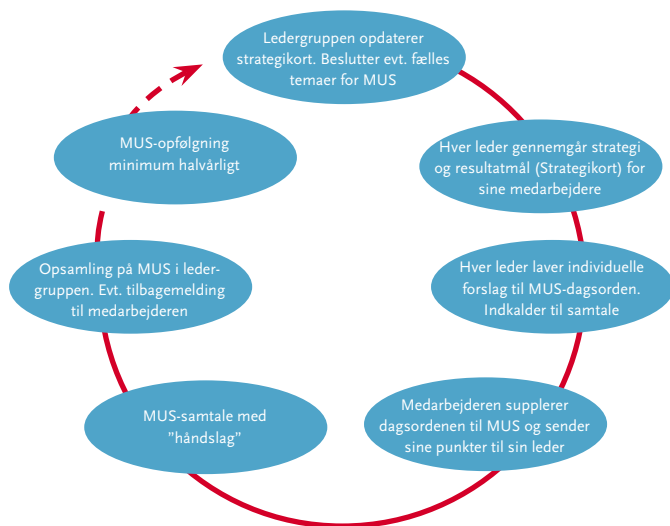 Ledergruppen opdaterer
strategikort. Beslutter evt. fælles
temaer for MUS
Hver leder gennemgår strategi
og resultatmål (Strategikort) for
sine medarbejdere
Hver leder laver individuelle
forslag til MUS-dagsorden.
Indkalder til samtale
Medarbejderen supplerer
dagsordenen til MUS og sender
sine punkter til sin leder
MUS-samtale med
”håndslag”
Opsamling på MUS i leder-
gruppen. Evt. tilbagemelding
til medarbejderen
MUS-opfølgning
minimum halvårligt